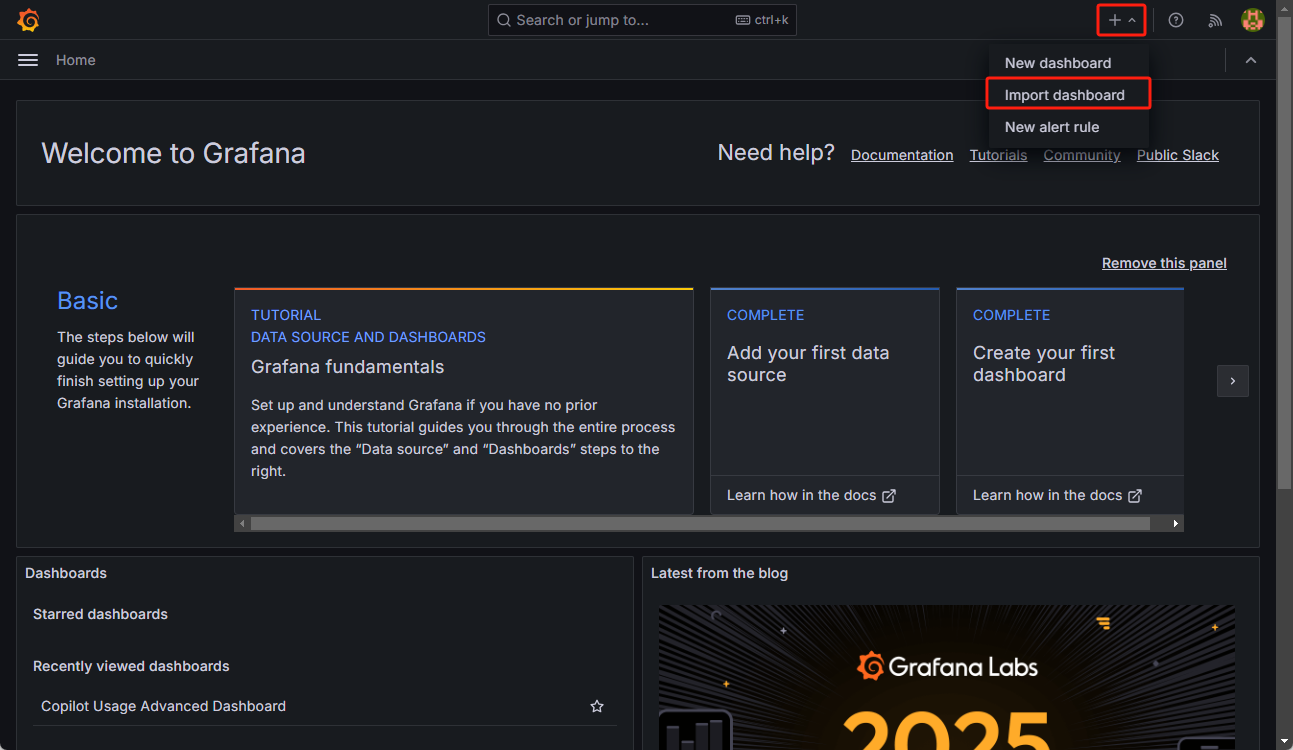 Search or jump to...
ctrl+k
Home
New dashboard
Import dashboard
New alert rule
Welcome to Grafana
Need help?
Documentation
Tutorials
Community
Public Slack
Remove this panel
Basic
The steps below will
guide you to quickly
finish setting up your
Grafana installation.
TUTORIAL
DATA SOURCE AND DASHBOARDS
Grafana fundamentals
Set up and understand Grafana if you have no prior
experience. This tutorial guides you through the entire process
and covers the “Data source” and “Dashboards” steps to the
right.
COMPLETE
Add your first data
source
Learn how in the docs
COMPLETE
Create your first
dashboard
Learn how in the docs
Dashboards
Starred dashboards
Recently viewed dashboards
Copilot Usage Advanced Dashboard
Latest from the blog
Grafana Labs
2025